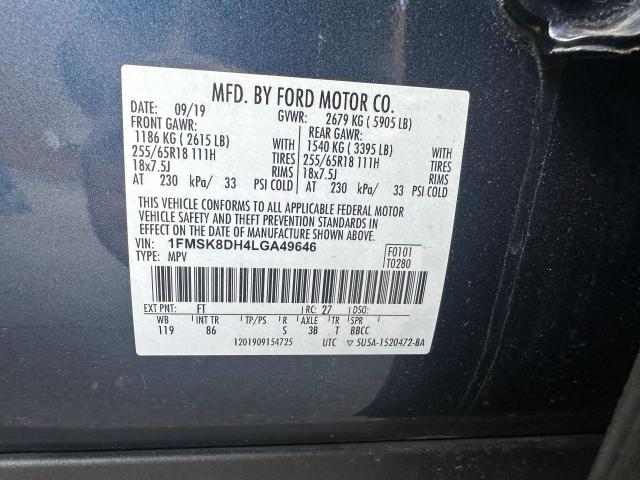 MFD. BY FORD MOTOR CO.
DATE: 09/19 GVWR: 2679 KG ( 5905 LB)
FRONT GAWR: REAR GAWR:
1186 KG ( 2615 LB) WITH 1540 KG ( 3395 LB) WITH
255/65R18 111H TIRES 255/65R18 111H TIRES
18x7.5J RIMS 18x7.5J RIMS
AT 230 kPa/ 33 PSI COLD AT 230 kPa/ 33 PSI COLD
THIS VEHICLE CONFORMS TO ALL APPLICABLE FEDERAL MOTOR
VEHICLE SAFETY AND THEFT PREVENTION STANDARDS IN EFFECT ON
THE DATE OF MANUFACTURE SHOWN ABOVE.
VIN: 1FMSK8DH4LGA49646 F0101
TYPE: MPV T0280
EXT PNT: FT RC: 27 DSO:
WB INT TR TP/PS R AXLE TR SPR
119 86 S 3B T BBCC
1201909154725 UTC ▽ 5U5A-1520472-BA